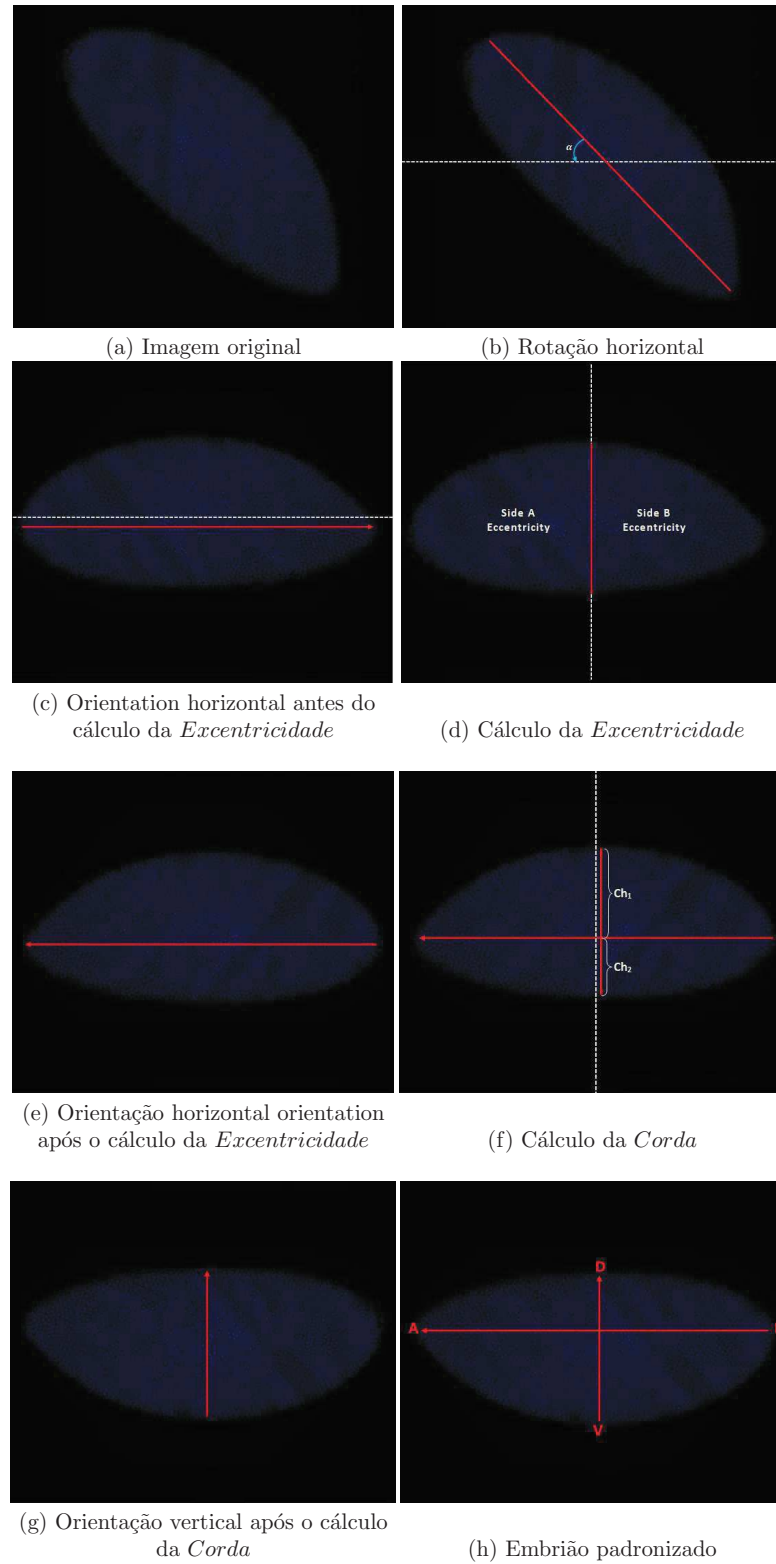 α
(a) Imagem original
(b) Rotação horizontal
(c) Orientation horizontal antes do
cálculo da Excentricidade
Side A
Eccentricity
Side B
Eccentricity
(d) Cálculo da Excentricidade
(e) Orientação horizontal orientation
após o cálculo da Excentricidade
Ch₁
Ch₂
(f) Cálculo da Corda
(g) Orientação vertical após o cálculo
da Corda
D
A
V
(h) Embrião padronizado